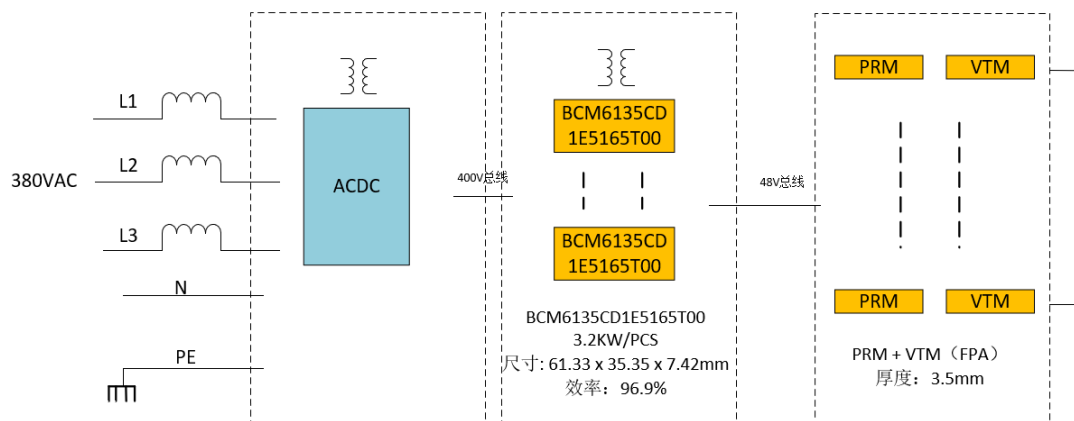 380VAC
L1
L2
L3
N
PE
ACDC
400V总线
BCM6135CD
1E5165T00
BCM6135CD
1E5165T00
BCM6135CD1E5165T00
3.2KW/PCS
尺寸: 61.33 x 35.35 x 7.42mm
效率：96.9%
48V总线
PRM
VTM
PRM
VTM
PRM + VTM（FPA）
厚度：3.5mm